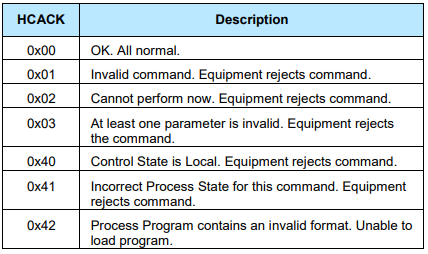 HCACK Description
0x00 OK. All normal.
0x01 Invalid command. Equipment rejects command.
0x02 Cannot perform now. Equipment rejects command.
0x03 At least one parameter is invalid. Equipment rejects
the command.
0x40 Control State is Local. Equipment rejects command.
0x41 Incorrect Process State for this command. Equipment
rejects command.
0x42 Process Program contains an invalid format. Unable to
load program.